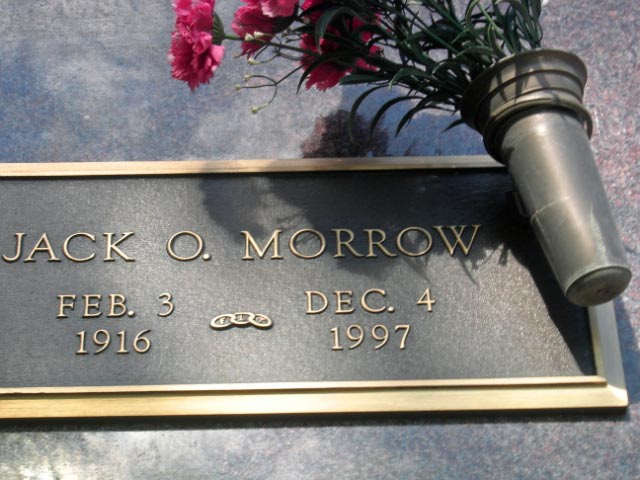 JACK O. MORROW
FEB. 3 DEC. 4
1916 1997